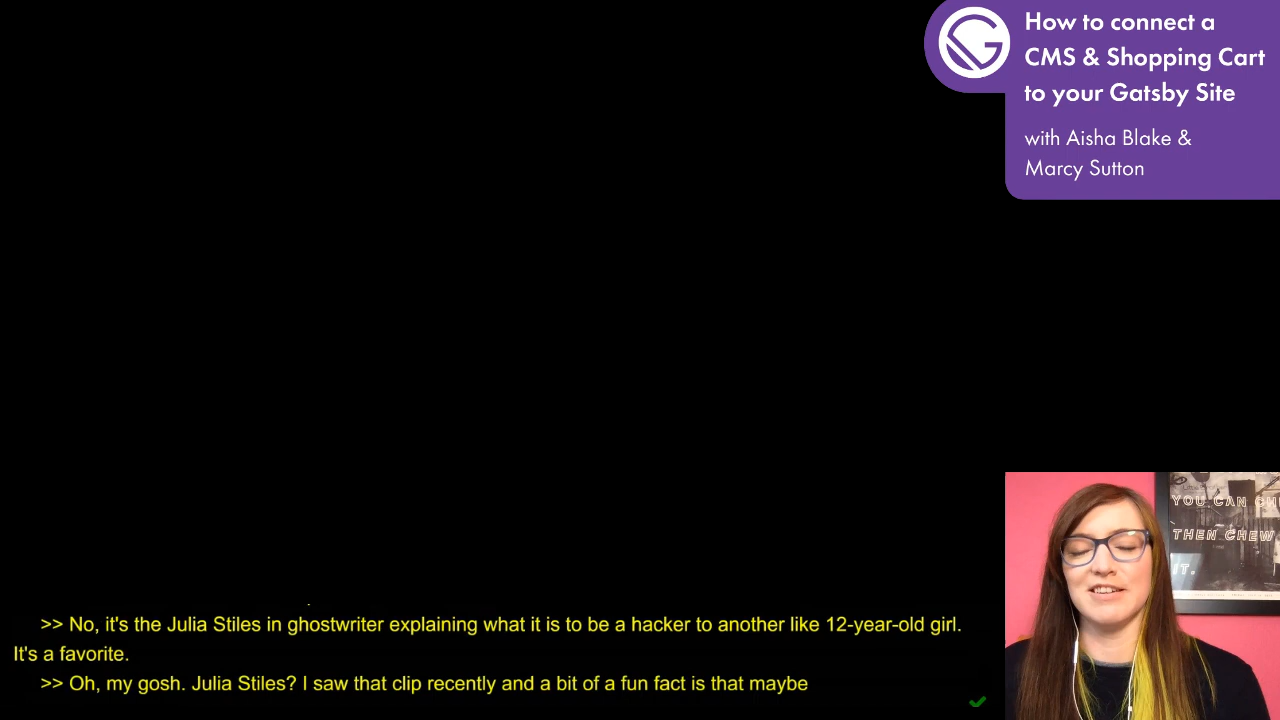 How to connect a
CMS & Shopping Cart
to your Gatsby Site
with Aisha Blake &
Marcy Sutton
YOU CAN
THEN CHEW
IT.
>> No, it's the Julia Stiles in ghostwriter explaining what it is to be a hacker to another like 12-year-old girl.
It's a favorite.
>> Oh, my gosh. Julia Stiles? I saw that clip recently and a bit of a fun fact is that maybe